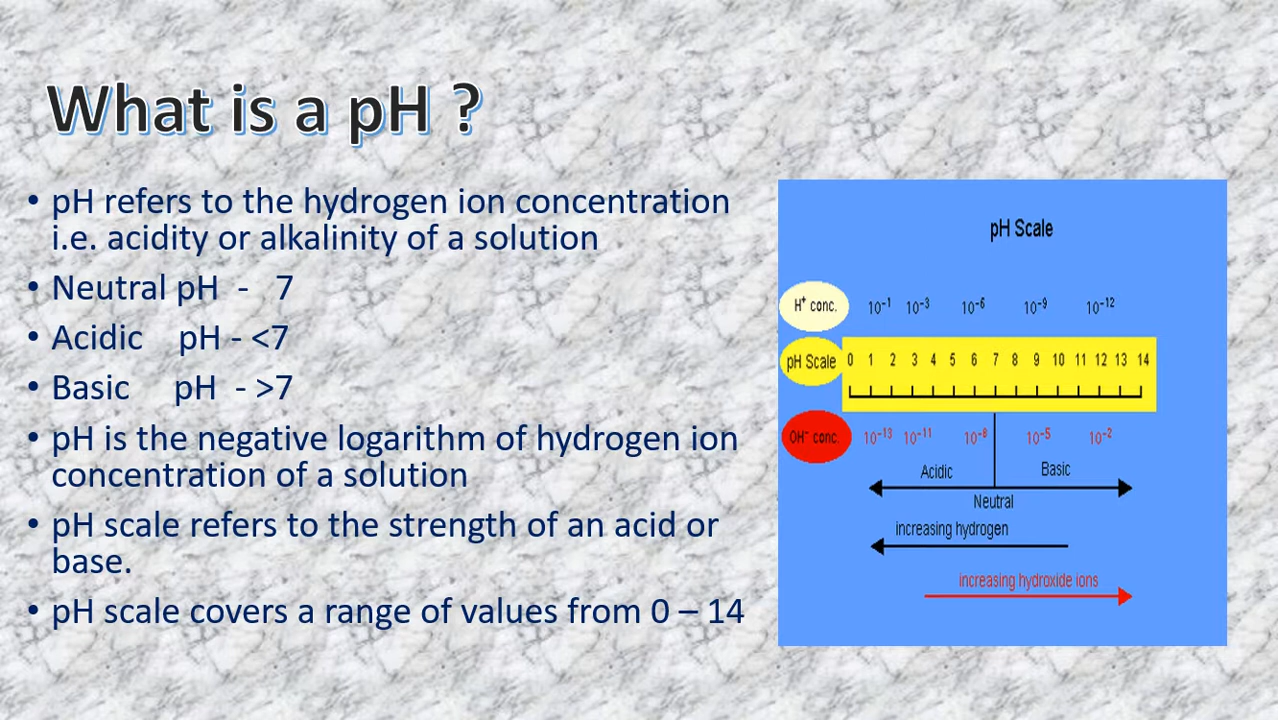 What is a pH ?
• pH refers to the hydrogen ion concentration
i.e. acidity or alkalinity of a solution
• Neutral pH - 7
• Acidic pH - <7
• Basic pH - >7
• pH is the negative logarithm of hydrogen ion
concentration of a solution
• pH scale refers to the strength of an acid or
base.
• pH scale covers a range of values from 0 – 14
pH Scale
H⁺ conc. 10⁻¹ 10⁻³ 10⁻⁶ 10⁻⁹ 10⁻¹²
pH Scale 0 1 2 3 4 5 6 7 8 9 10 11 12 13 14
OH⁻ conc. 10⁻¹³ 10⁻¹¹ 10⁻⁸ 10⁻⁵ 10⁻²
Acidic Basic
Neutral
increasing hydrogen
increasing hydroxide ions